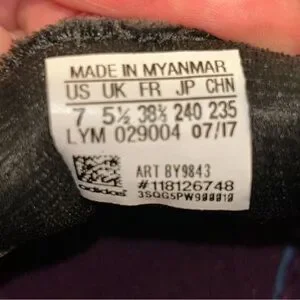 MADE IN MYANMAR
US UK FR JP CHN
7 5½ 38⅔ 240 235
LYM 029004 07/17
ART BY9843
#118126748
adidas